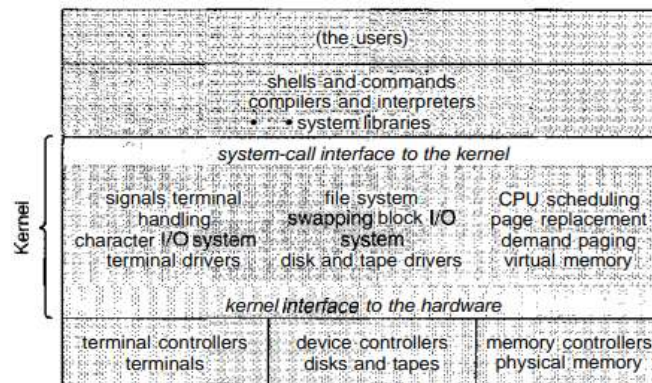 (the users)
shells and commands
compilers and interpreters
system libraries
system-call interface to the kernel
Kernel
signals terminal
handling
character I/O system
terminal drivers
file system
swapping block I/O
system
disk and tape drivers
CPU scheduling
page replacement
demand paging
virtual memory
kernel interface to the hardware
terminal controllers
terminals
device controllers
disks and tapes
memory controllers
physical memory